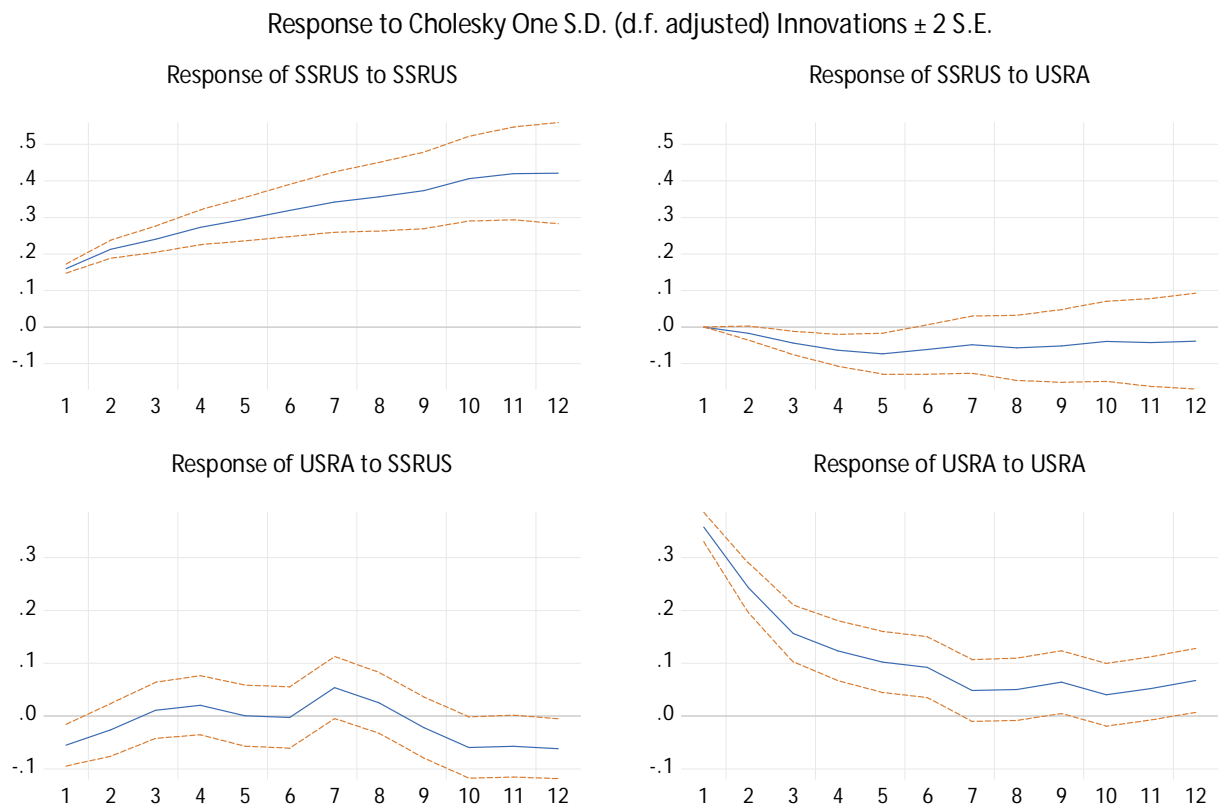 Response to Cholesky One S.D. (d.f. adjusted) Innovations ± 2 S.E.
Response of SSRUS to SSRUS
.5
.4
.3
.2
.1
.0
-.1
1 2 3 4 5 6 7 8 9 10 11 12
Response of SSRUS to USRA
.5
.4
.3
.2
.1
.0
-.1
1 2 3 4 5 6 7 8 9 10 11 12
Response of USRA to SSRUS
.3
.2
.1
.0
-.1
1 2 3 4 5 6 7 8 9 10 11 12
Response of USRA to USRA
.3
.2
.1
.0
-.1
1 2 3 4 5 6 7 8 9 10 11 12